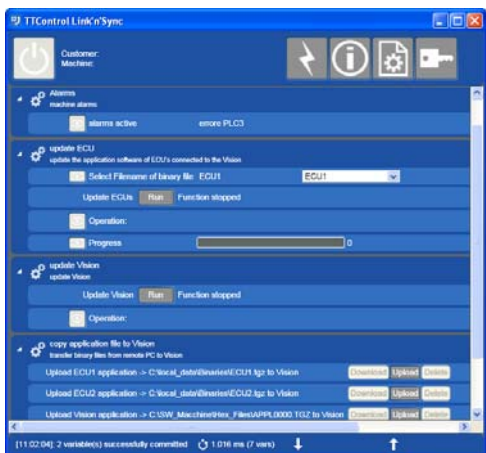 TTControl Link'n'Sync
Customer:
Machine:
Alarms
machine alarms
alarms active errore PLC3
update ECU
update the application software of ECU's connected to the Vision
Select Filename of binary file ECU1 ECU1
Update ECUs Run Function stopped
Operation:
Progress 0
update Vision
update Vision
Update Vision Run Function stopped
Operation:
copy application file to Vision
transfer binary files from remote PC to Vision
Upload ECU1 application -> C:\local_data\Binaries\ECU1.tgz to Vision Download Upload Delete
Upload ECU2 application -> C:\local_data\Binaries\ECU2.tgz to Vision Download Upload Delete
Upload Vision application -> C:\SW_Macchine\Hex_Files\APPL0000.TGZ to Vision Download Upload Delete
[11:02:04]: 2 variable(s) successfully committed 1.016 ms (7 vars)